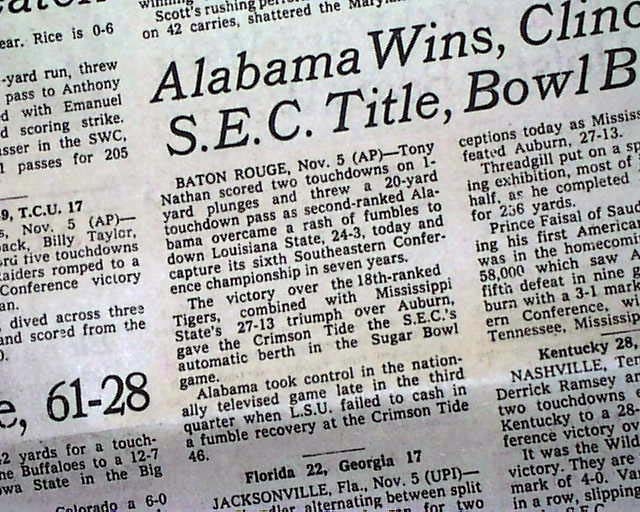 eaton
ear. Rice is 0-6
-yard run, threw
pass to Anthony
ed with Emanuel
d scoring strike.
sser in the SWC,
1 passes for 205
9, T.C.U. 17
5, Nov. 5 (AP)—
back, Billy Taylor,
ord five touchdowns
aiders romped to a
Conference victory
an.
dived across three
and scored from the
).
e, 61-28
2 yards for a touch-
he Buffaloes to a 12-7
owa State in the Big
Colorado a 6-0
winning
Scott's rushing perfor
on 42 carries, shattered the Maryl
Alabama Wins, Clinc
S.E.C. Title, Bowl B
BATON ROUGE, Nov. 5 (AP)—Tony
Nathan scored two touchdowns on 1-
yard plunges and threw a 20-yard
touchdown pass as second-ranked Ala-
bama overcame a rash of fumbles to
down Louisiana State, 24-3, today and
capture its sixth Southeastern Confer-
ence championship in seven years.
The victory over the 18th-ranked
Tigers, combined with Mississippi
State's 27-13 triumph over Auburn,
gave the Crimson Tide the S.E.C.'s
automatic berth in the Sugar Bowl
game.
Alabama took control in the nation-
ally televised game late in the third
quarter when L.S.U. failed to cash in
a fumble recovery at the Crimson Tide
46.
Florida 22, Georgia 17
JACKSONVILLE, Fla., Nov. 5 (UPI)—
ndler, alternating between split
for two
ceptions today as Mississ
feated Auburn, 27-13.
Threadgill put on a sp
ing exhibition, most of
half, as he completed
for 256 yards.
Prince Faisal of Saud
ing his first American
was in the homecomin
58,000 which saw A
fifth defeat in nine
burn with a 3-1 mark
ern Conference, w
Tennessee, Mississip
Kentucky 28,
NASHVILLE, Ten
Derrick Ramsey an
two touchdowns
Kentucky to a 28-
ference victory ov
It was the Wild
victory. They are
mark of 4-0. Va
in a row, slipping
S.E.C.